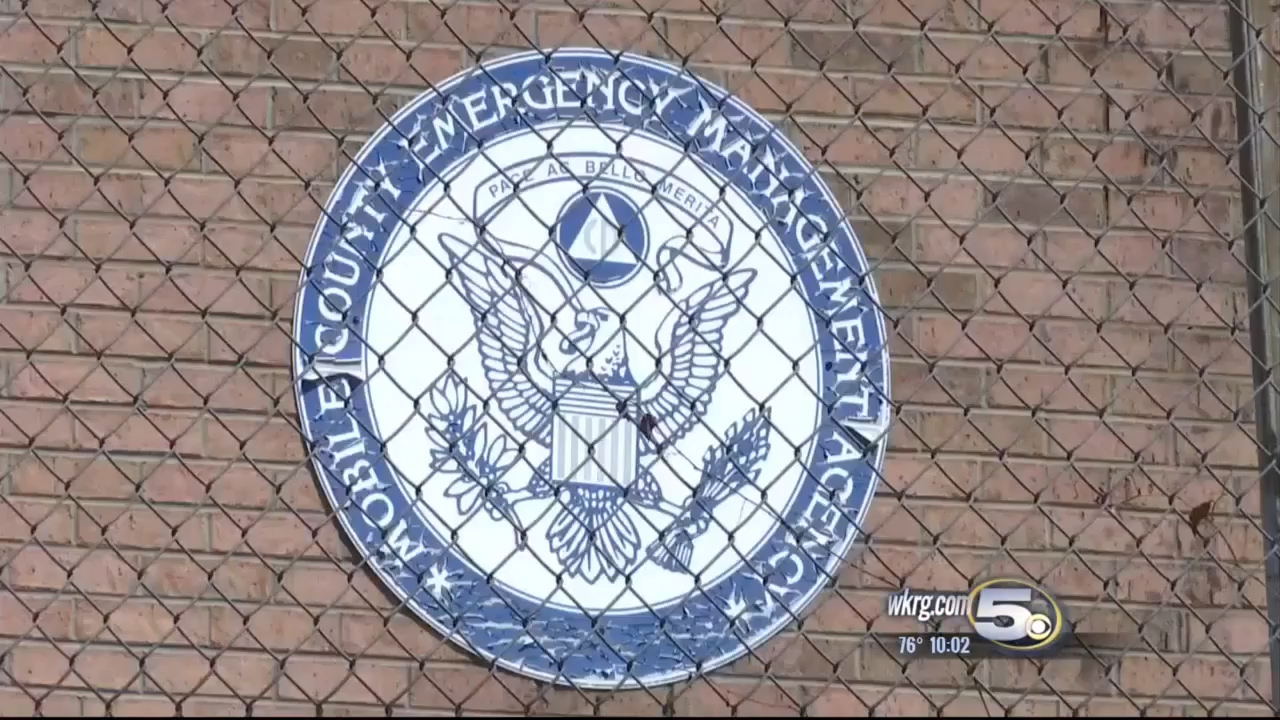 MOBILE COUNTY EMERGENCY MANAGEMENT AGENCY
PACE AC BELLO MERITA
CD
wkrg.com 5
76° 10:02